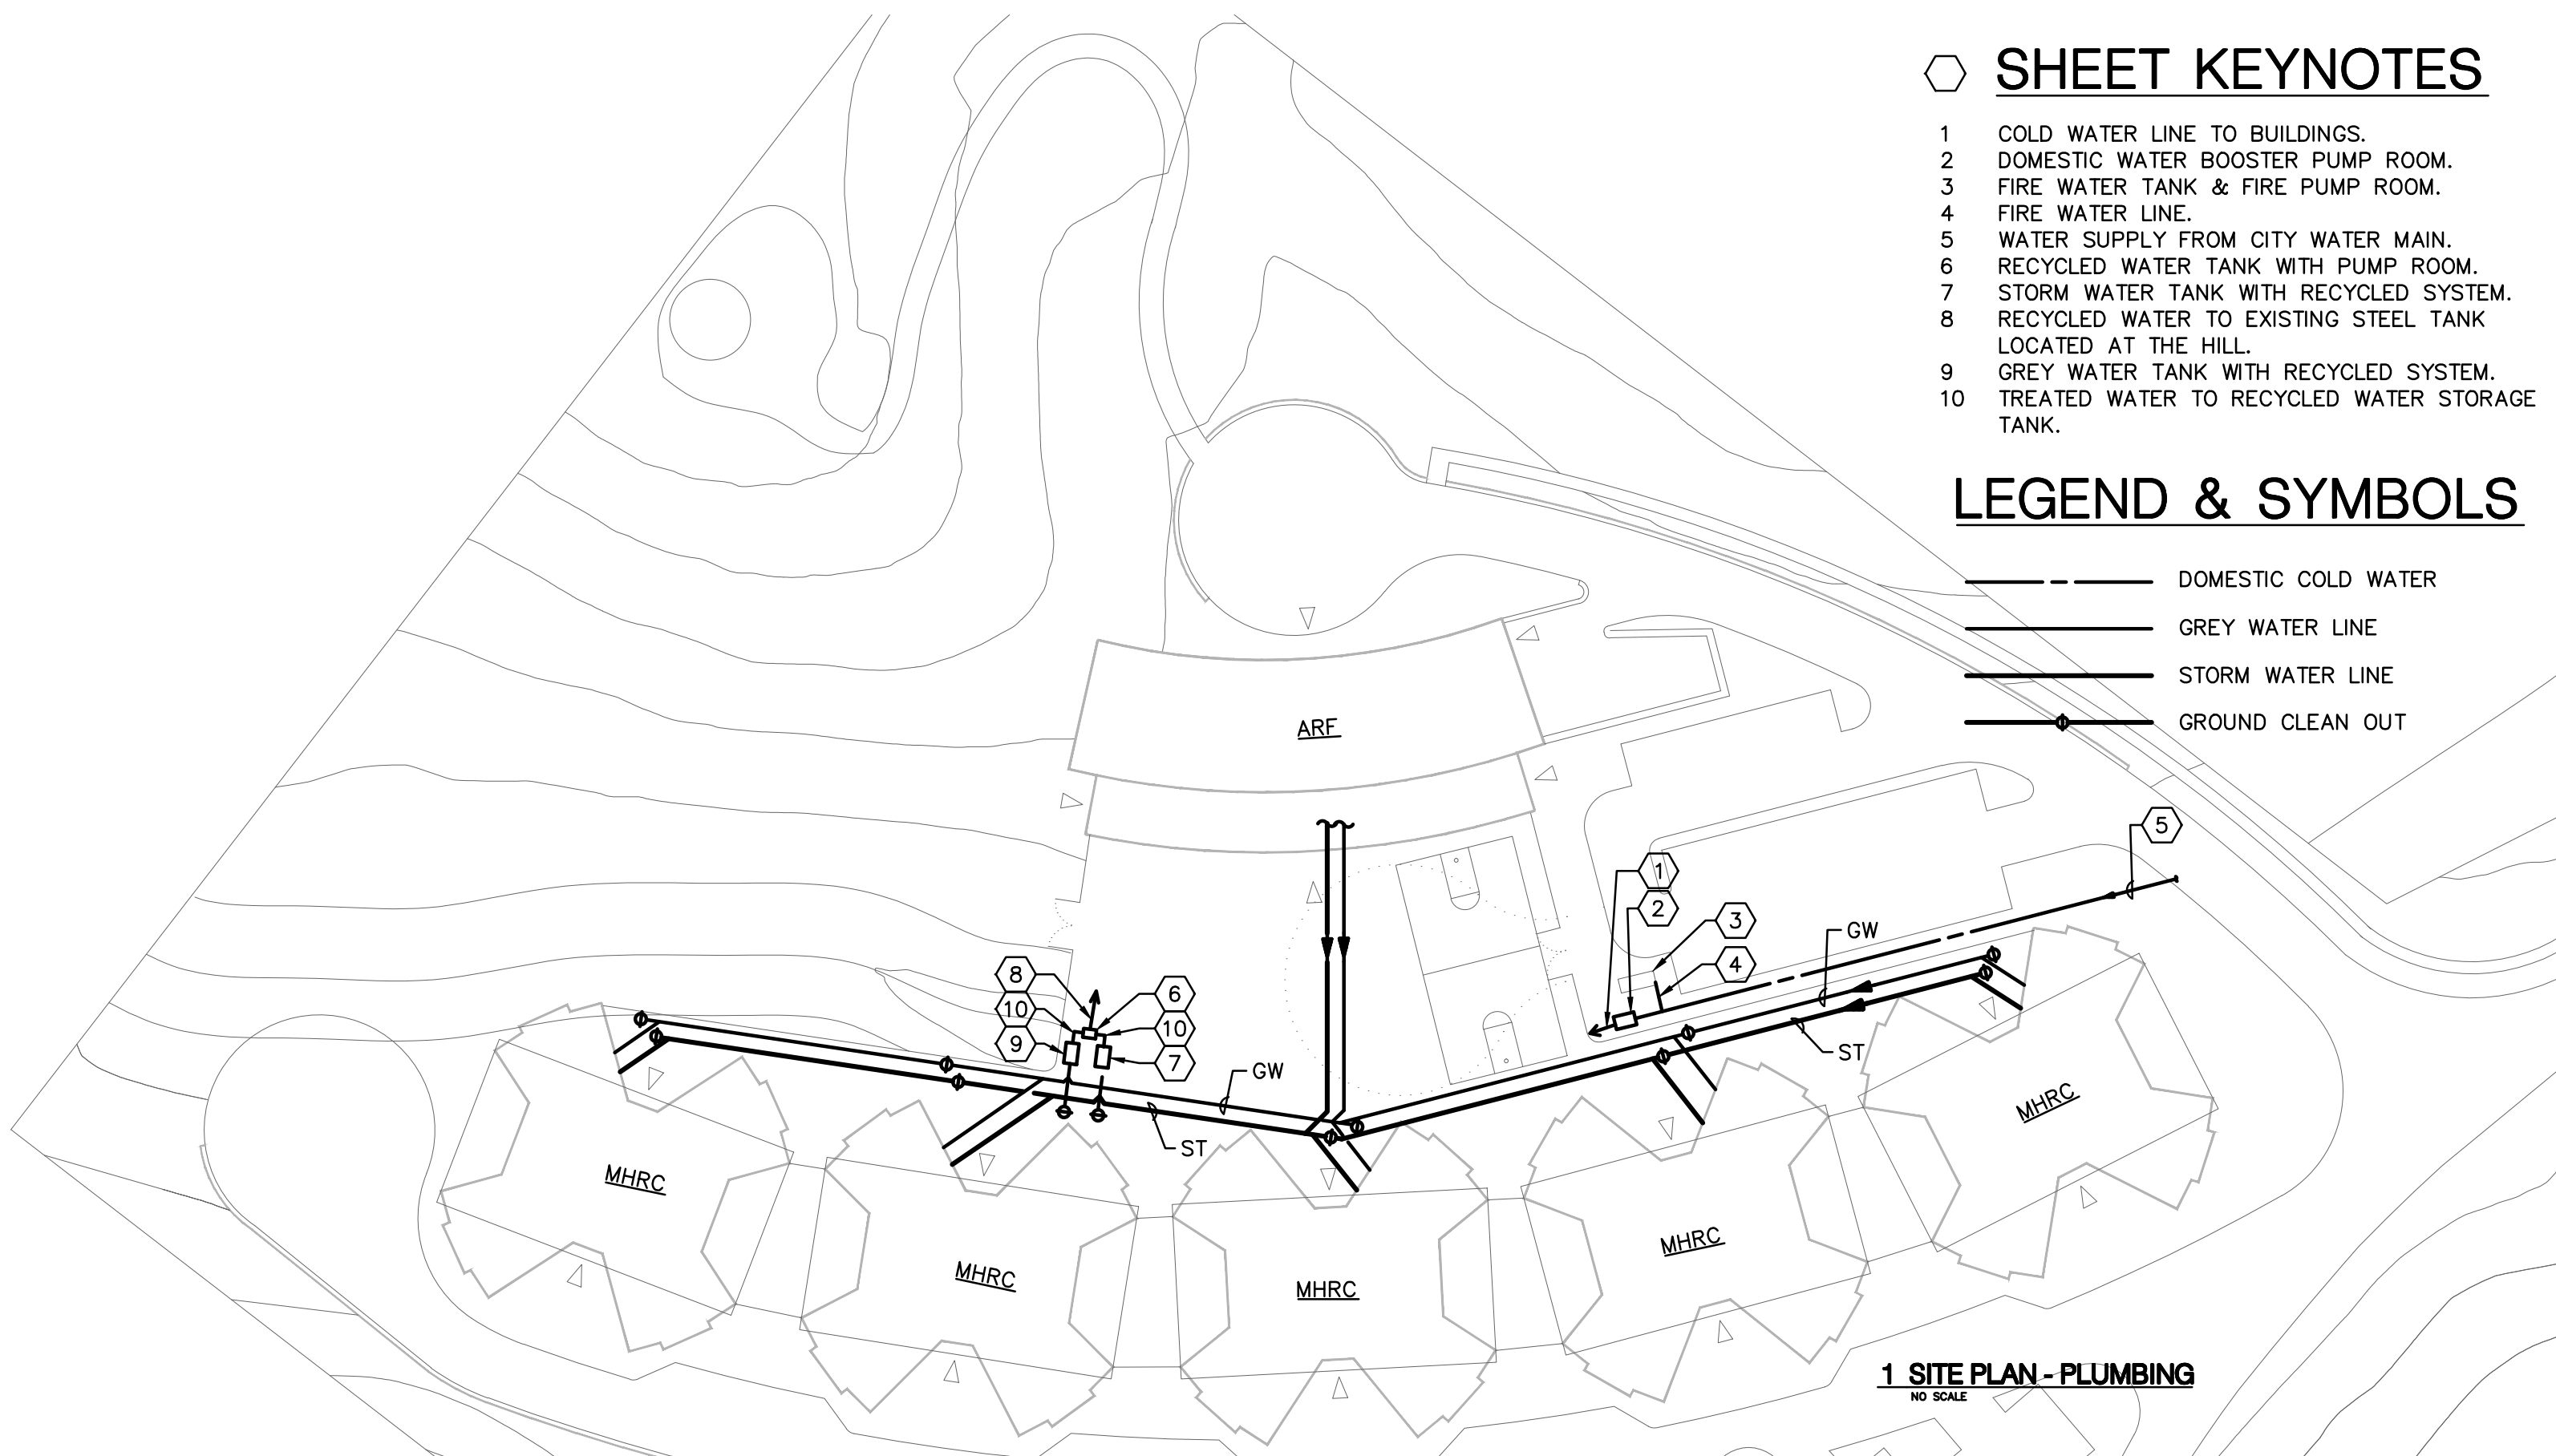 SHEET KEYNOTES
1 COLD WATER LINE TO BUILDINGS.
2 DOMESTIC WATER BOOSTER PUMP ROOM.
3 FIRE WATER TANK & FIRE PUMP ROOM.
4 FIRE WATER LINE.
5 WATER SUPPLY FROM CITY WATER MAIN.
6 RECYCLED WATER TANK WITH PUMP ROOM.
7 STORM WATER TANK WITH RECYCLED SYSTEM.
8 RECYCLED WATER TO EXISTING STEEL TANK
LOCATED AT THE HILL.
9 GREY WATER TANK WITH RECYCLED SYSTEM.
10 TREATED WATER TO RECYCLED WATER STORAGE
TANK.
LEGEND & SYMBOLS
DOMESTIC COLD WATER
GREY WATER LINE
STORM WATER LINE
GROUND CLEAN OUT
ARF
5
1
2
3
GW
4
8
6
10
10
9
7
ST
GW
ST
MHRC
MHRC
MHRC
MHRC
MHRC
1 SITE PLAN - PLUMBING
NO SCALE